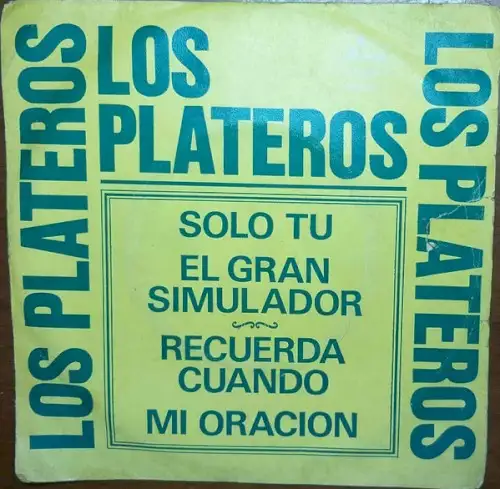 LOS PLATEROS
LOS
PLATEROS
SOLO TU
EL GRAN
SIMULADOR
RECUERDA
CUANDO
MI ORACION
LOS PLATEROS